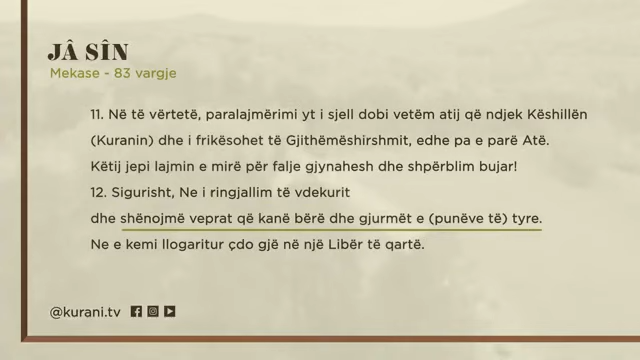 JÂ SÎN
Mekase - 83 vargje
11. Në të vërtetë, paralajmërimi yt i sjell dobi vetëm atij që ndjek Këshillën
(Kuranin) dhe i frikësohet të Gjithëmëshirshmit, edhe pa e parë Atë.
Këtij jepi lajmin e mirë për falje gjynahesh dhe shpërblim bujar!
12. Sigurisht, Ne i ringjallim të vdekurit
dhe shënojmë veprat që kanë bërë dhe gjurmët e (punëve të) tyre.
Ne e kemi llogaritur çdo gjë në një Libër të qartë.
@kurani.tv